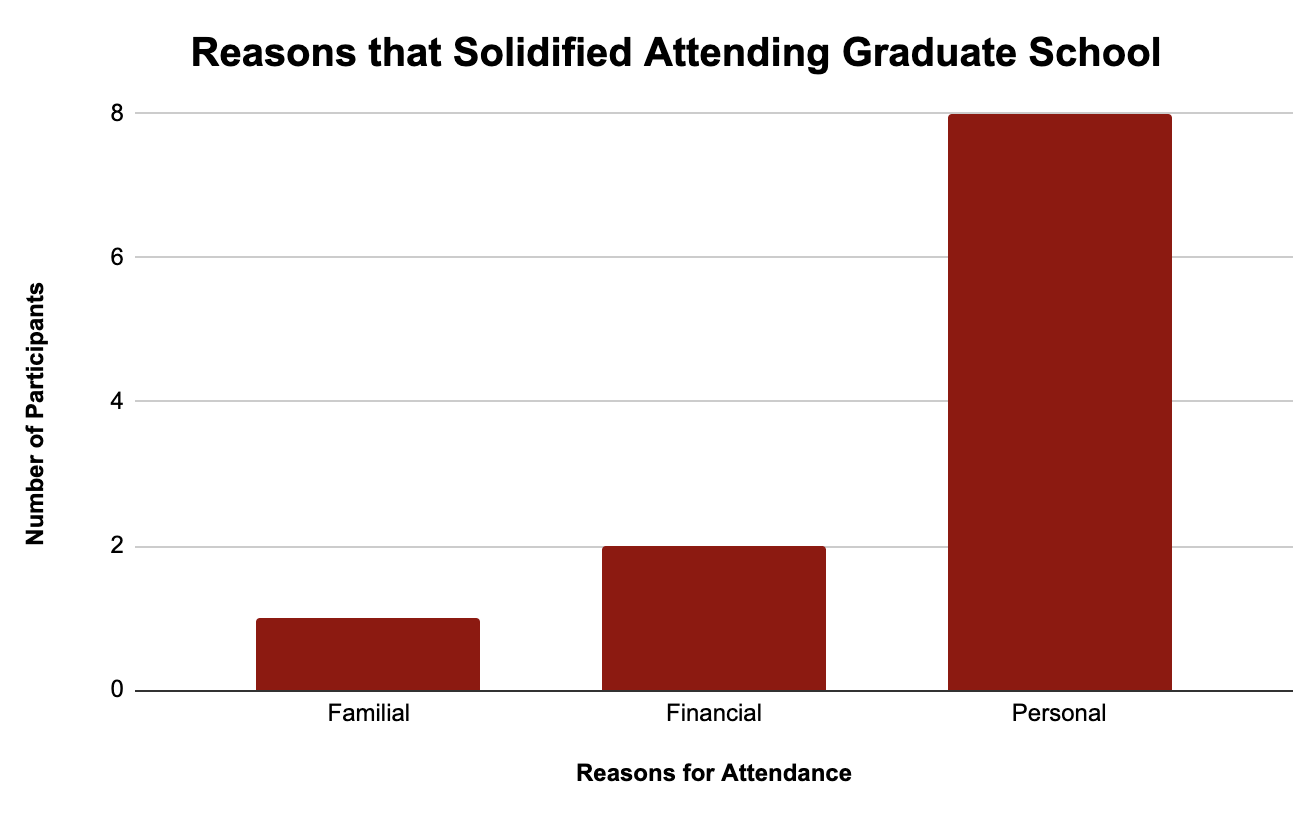 Reasons that Solidified Attending Graduate School
8
6
4
2
0
Number of Participants
Familial
Financial
Personal
Reasons for Attendance